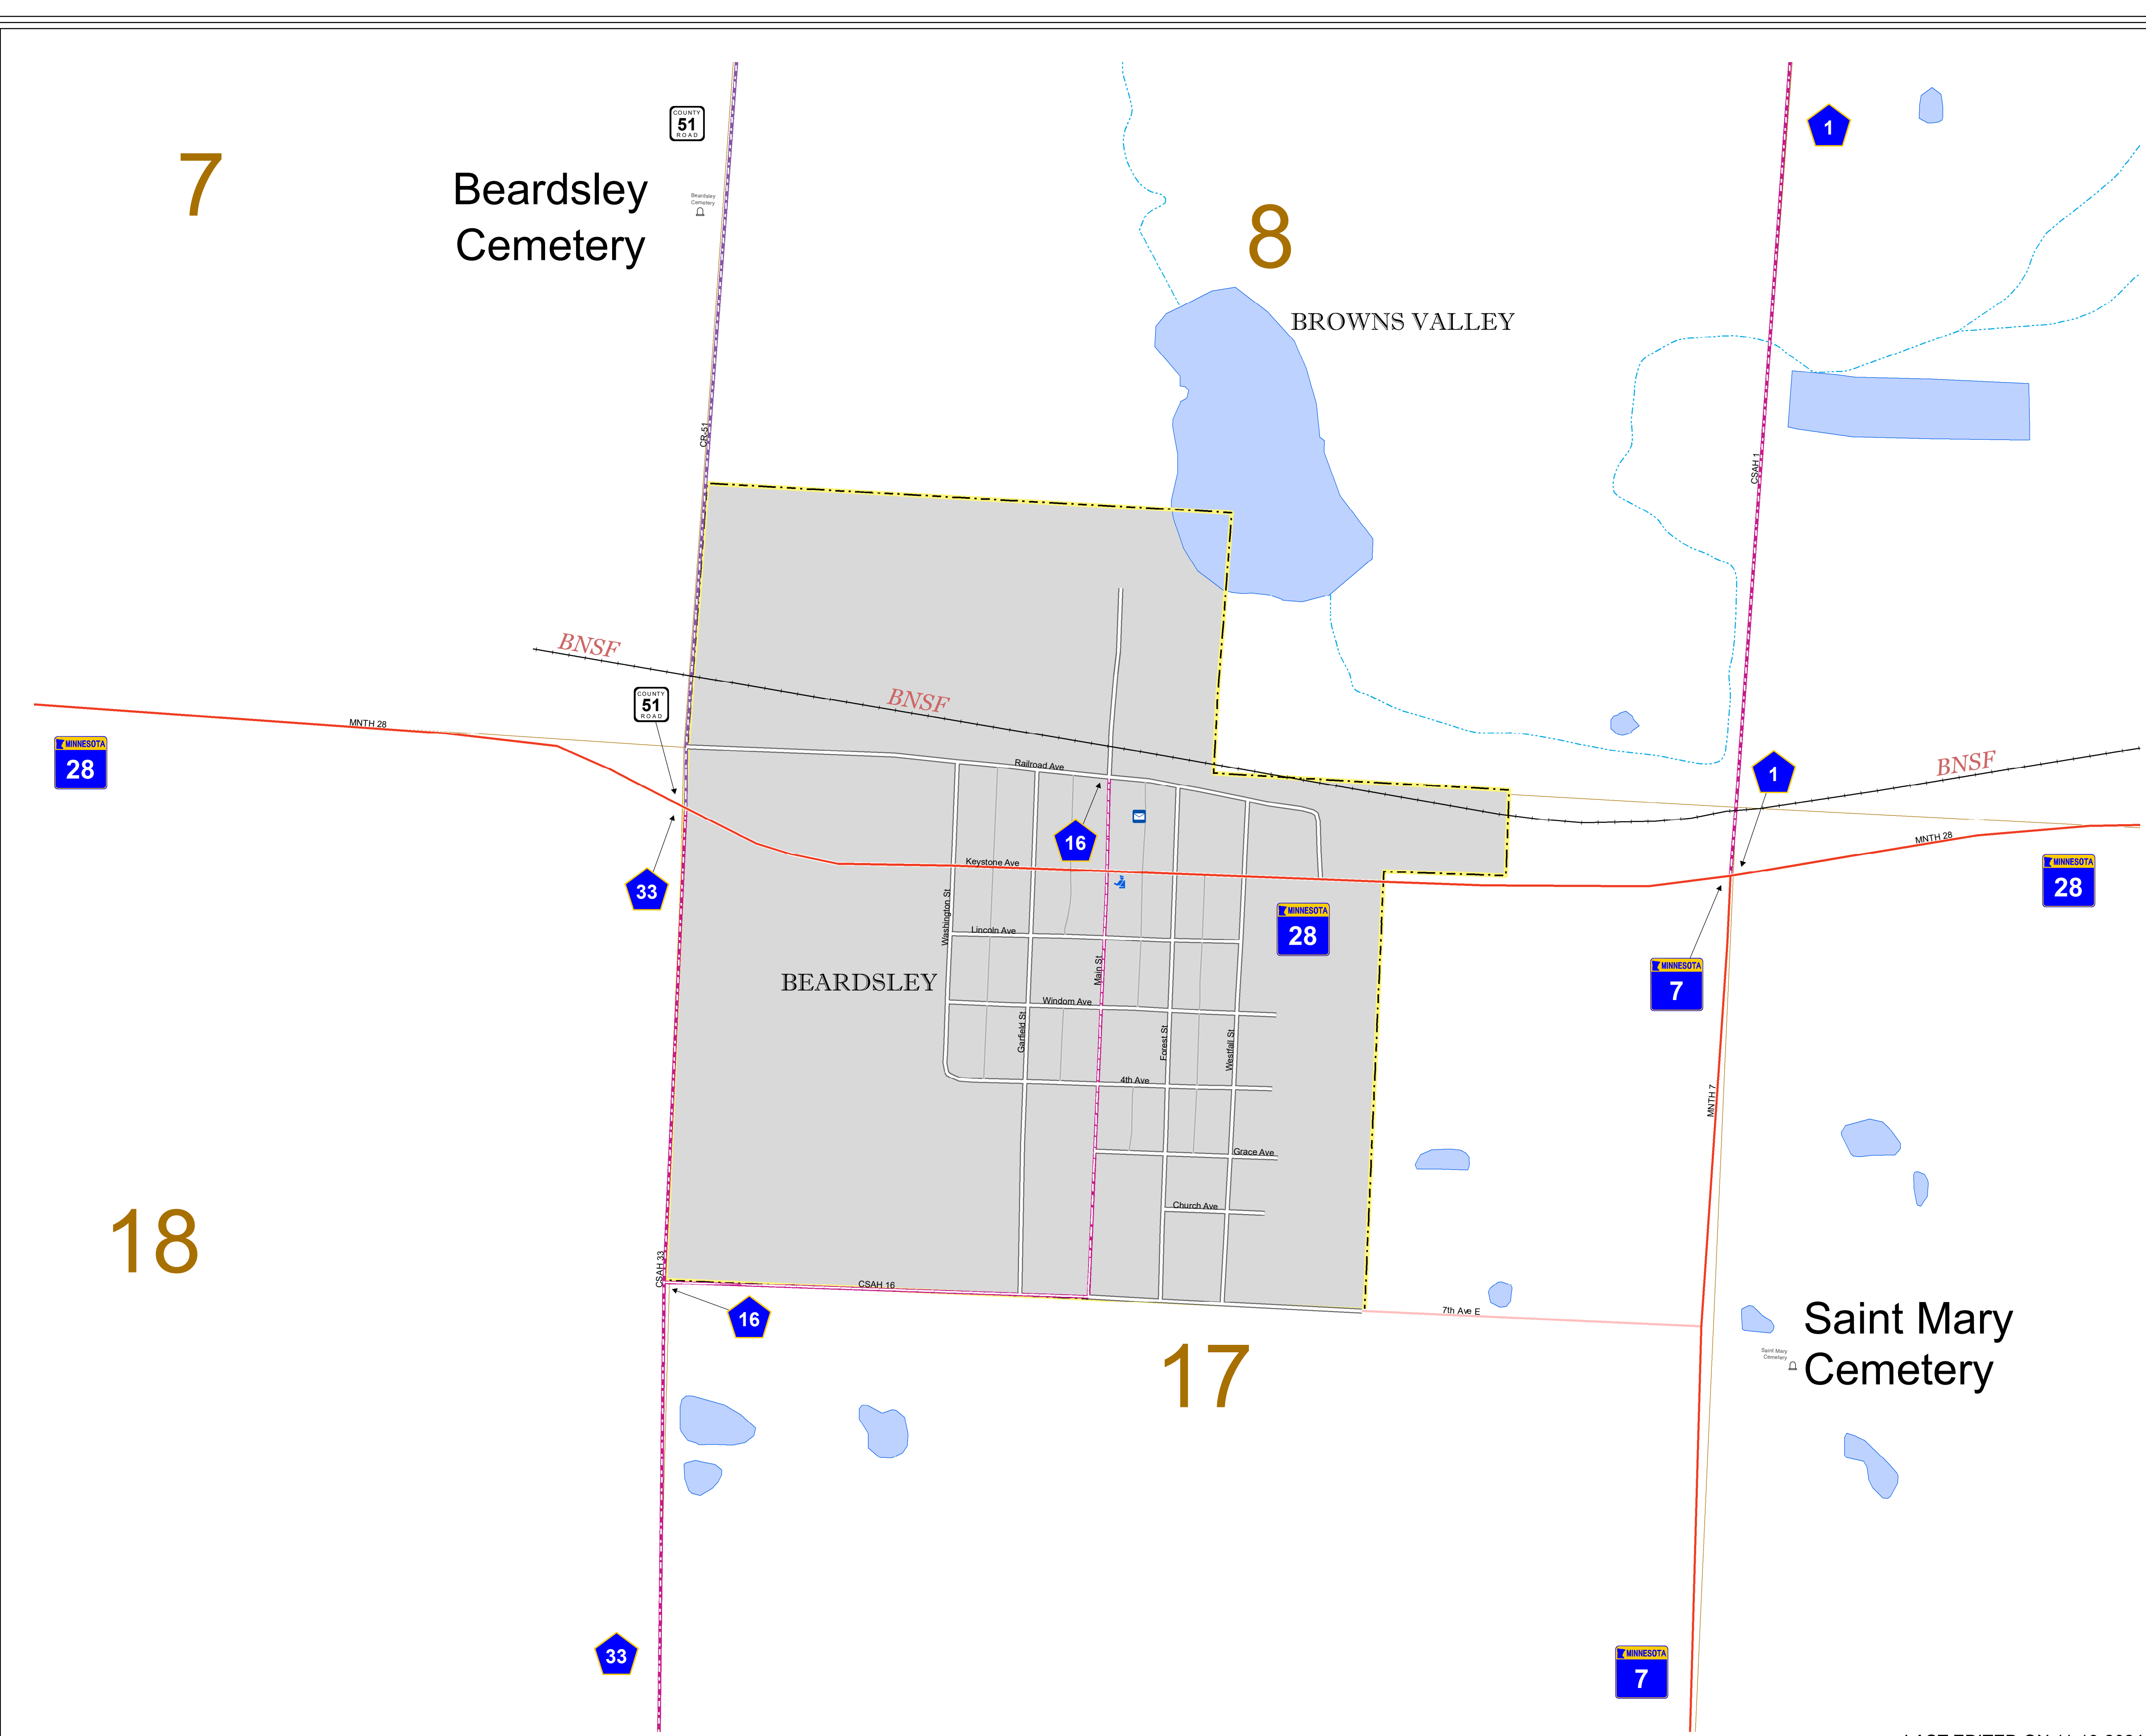 COUNTY
51
ROAD
1
7
Beardsley
Cemetery
Beardsley
Cemetery
8
BROWNS VALLEY
CR-51
CSAH 1
BNSF
BNSF
COUNTY
51
ROAD
MNTH 28
MINNESOTA
28
Railroad Ave
16
33
Keystone Ave
1
BNSF
MNTH 28
MINNESOTA
28
MINNESOTA
28
Washington St
Lincoln Ave
Main St
BEARDSLEY
MINNESOTA
7
Windom Ave
Garfield St
Forest St
Westfall St
4th Ave
MNTH 7
Grace Ave
Church Ave
18
CSAH 33
CSAH 16
16
7th Ave E
17
Saint Mary
Cemetery
Saint Mary
Cemetery
33
MINNESOTA
7